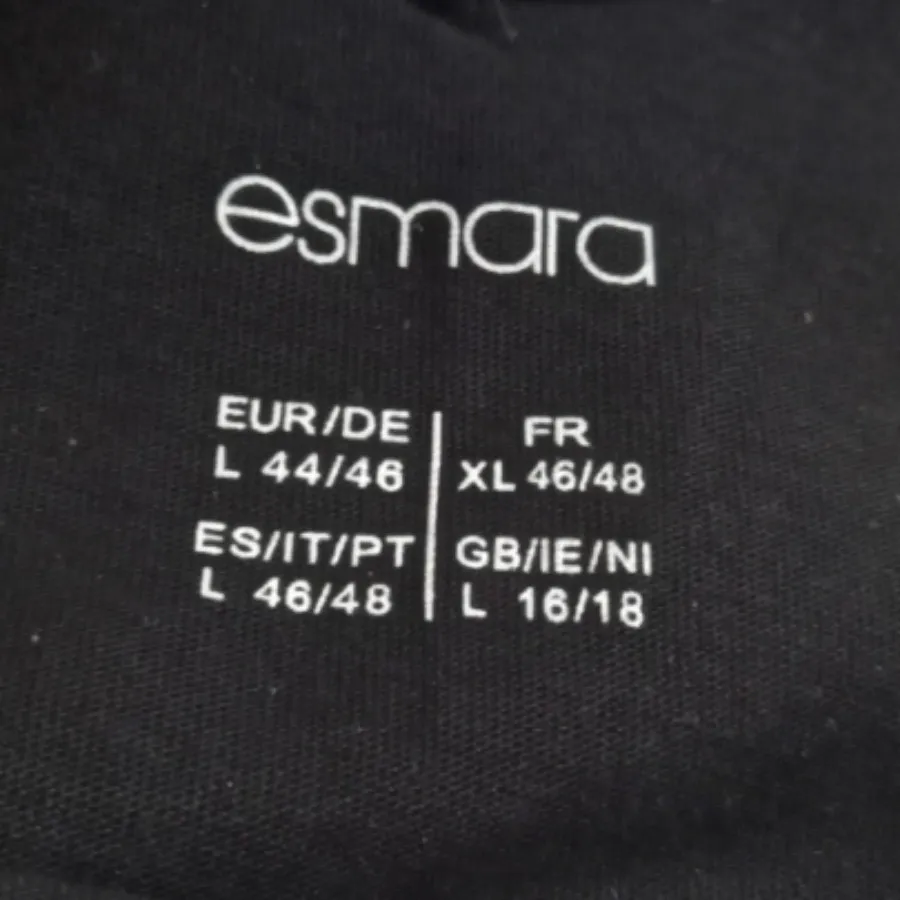 esmara
EUR/DE
L 44/46
FR
XL 46/48
ES/IT/PT
L 46/48
GB/IE/NI
L 16/18